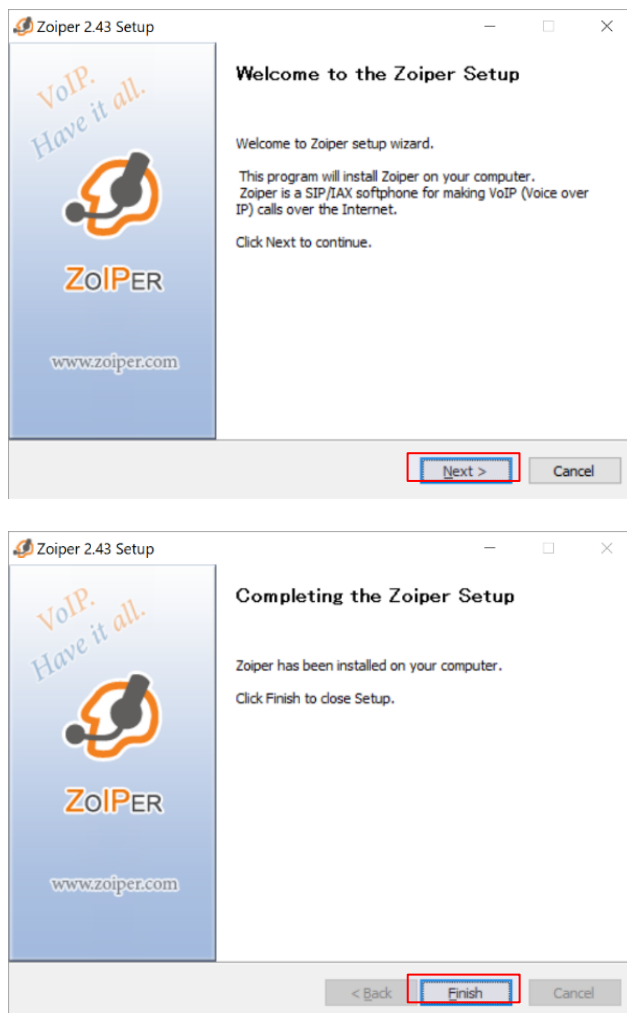 Zoiper 2.43 Setup
VoIP.
Have it all.
ZoIPER
www.zoiper.com
Welcome to the Zoiper Setup
Welcome to Zoiper setup wizard.
This program will install Zoiper on your computer.
Zoiper is a SIP/IAX softphone for making VoIP (Voice over
IP) calls over the Internet.
Click Next to continue.
Next >
Cancel
Zoiper 2.43 Setup
VoIP.
Have it all.
ZoIPER
www.zoiper.com
Completing the Zoiper Setup
Zoiper has been installed on your computer.
Click Finish to close Setup.
< Back
Finish
Cancel